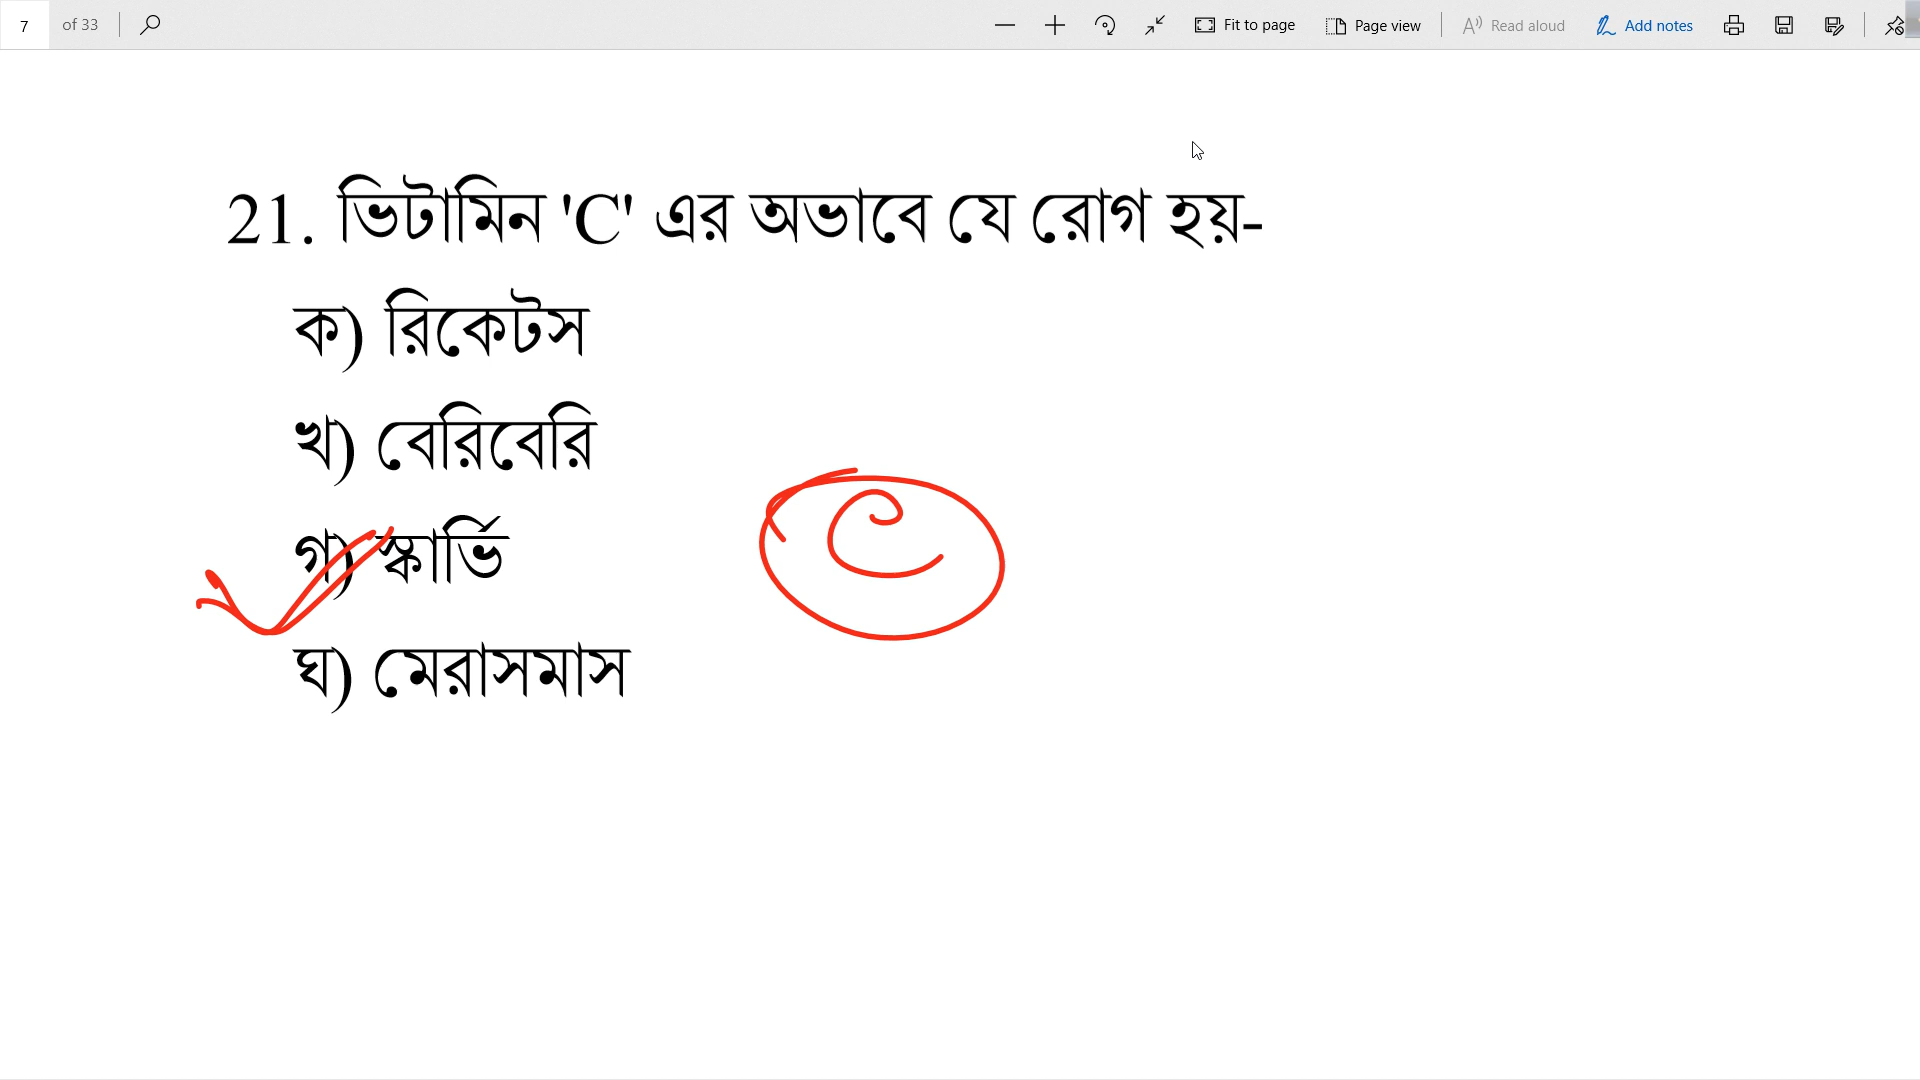 7 of 33 Fit to page Page view Read aloud Add notes
21. ভিটামিন 'C' এর অভাবে যে রোগ হয়-
ক) রিকেটস
খ) বেরিবেরি
গ) স্কার্ভি
C
ঘ) মেরাসমাস